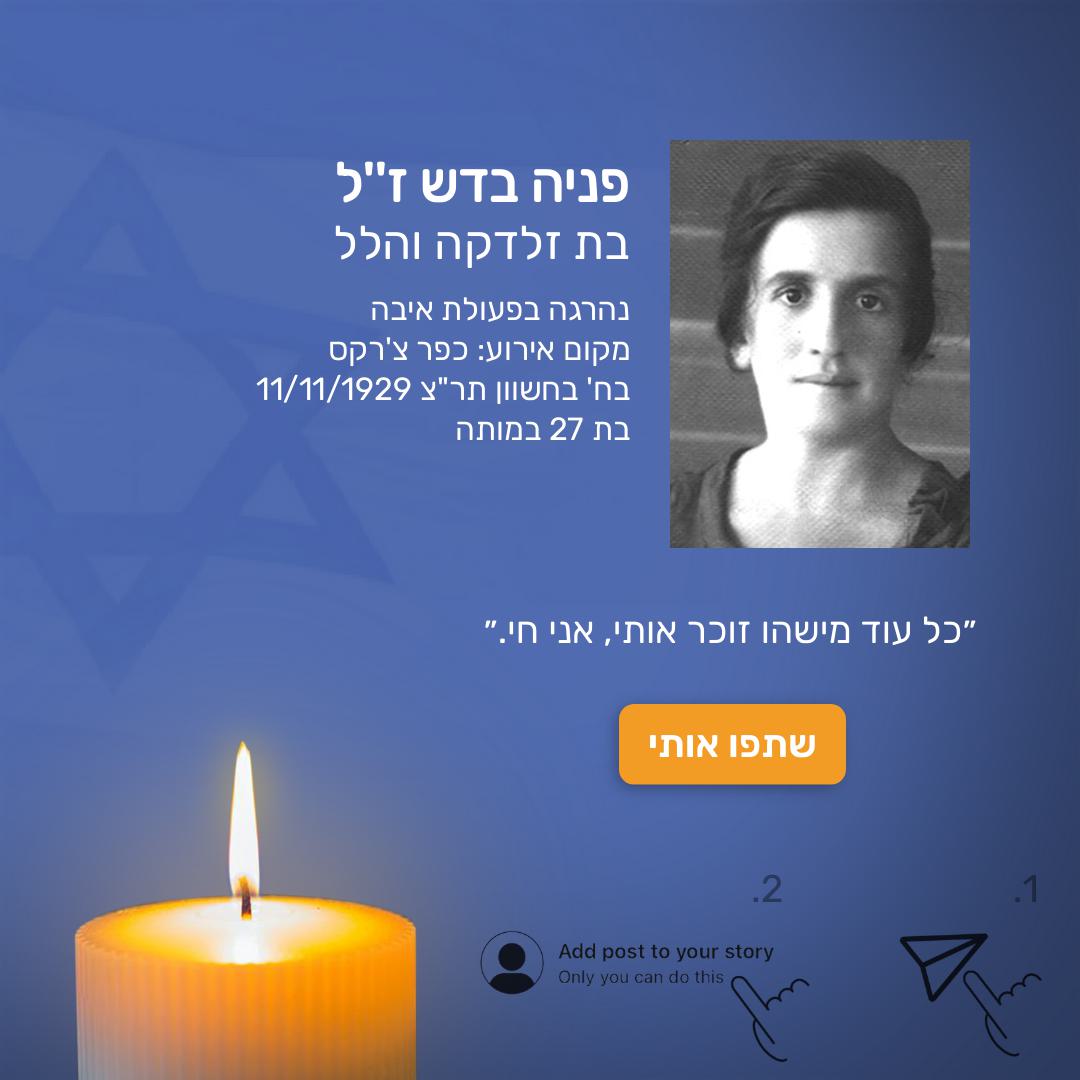 פניה בדש ז"ל
בת זלדקה והלל
נהרגה בפעולת איבה
מקום אירוע: כפר צ'רקס
בח' בחשוון תר"צ 11/11/1929
בת 27 במותה
״כל עוד מישהו זוכר אותי, אני חי.״
שתפו אותי
.1
.2
Add post to your story
Only you can do this